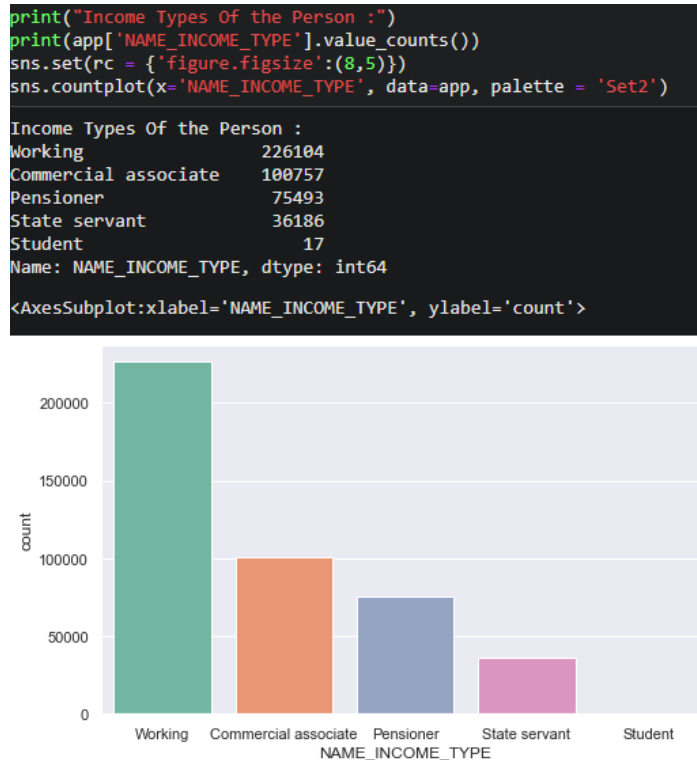 print("Income Types Of the Person :")
print(app['NAME_INCOME_TYPE'].value_counts())
sns.set(rc = {'figure.figsize':(8,5)})
sns.countplot(x='NAME_INCOME_TYPE', data=app, palette = 'Set2')
Income Types Of the Person :
Working 226104
Commercial associate 100757
Pensioner 75493
State servant 36186
Student 17
Name: NAME_INCOME_TYPE, dtype: int64
<AxesSubplot:xlabel='NAME_INCOME_TYPE', ylabel='count'>
200000
150000
100000
50000
0
count
Working Commercial associate Pensioner State servant Student
NAME_INCOME_TYPE